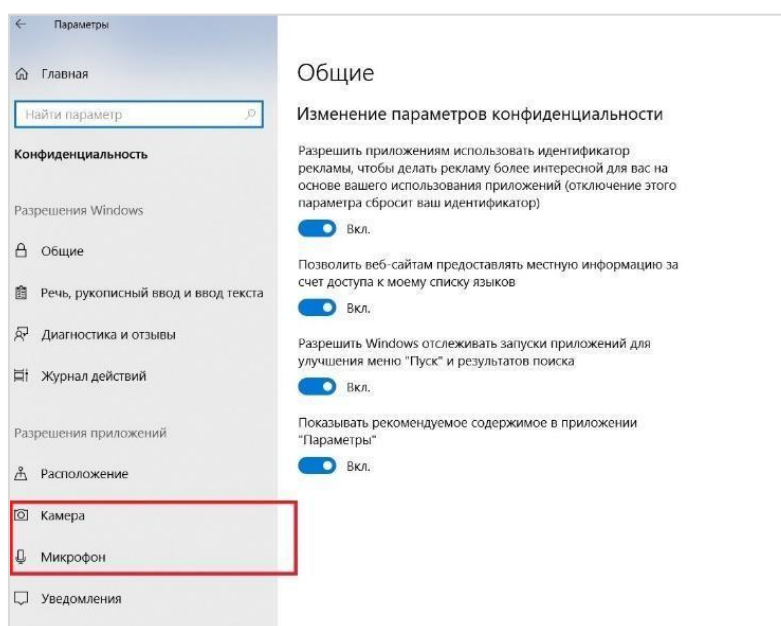 Параметры
Главная
Найти параметр
Конфиденциальность
Разрешения Windows
Общие
Речь, рукописный ввод и ввод текста
Диагностика и отзывы
Журнал действий
Разрешения приложений
Расположение
Камера
Микрофон
Уведомления
Общие
Изменение параметров конфиденциальности
Разрешить приложениям использовать идентификатор
рекламы, чтобы делать рекламу более интересной для вас на
основе вашего использования приложений (отключение этого
параметра сбросит ваш идентификатор)
Вкл.
Позволить веб-сайтам предоставлять местную информацию за
счет доступа к моему списку языков
Вкл.
Разрешить Windows отслеживать запуски приложений для
улучшения меню "Пуск" и результатов поиска
Вкл.
Показывать рекомендуемое содержимое в приложении
"Параметры"
Вкл.